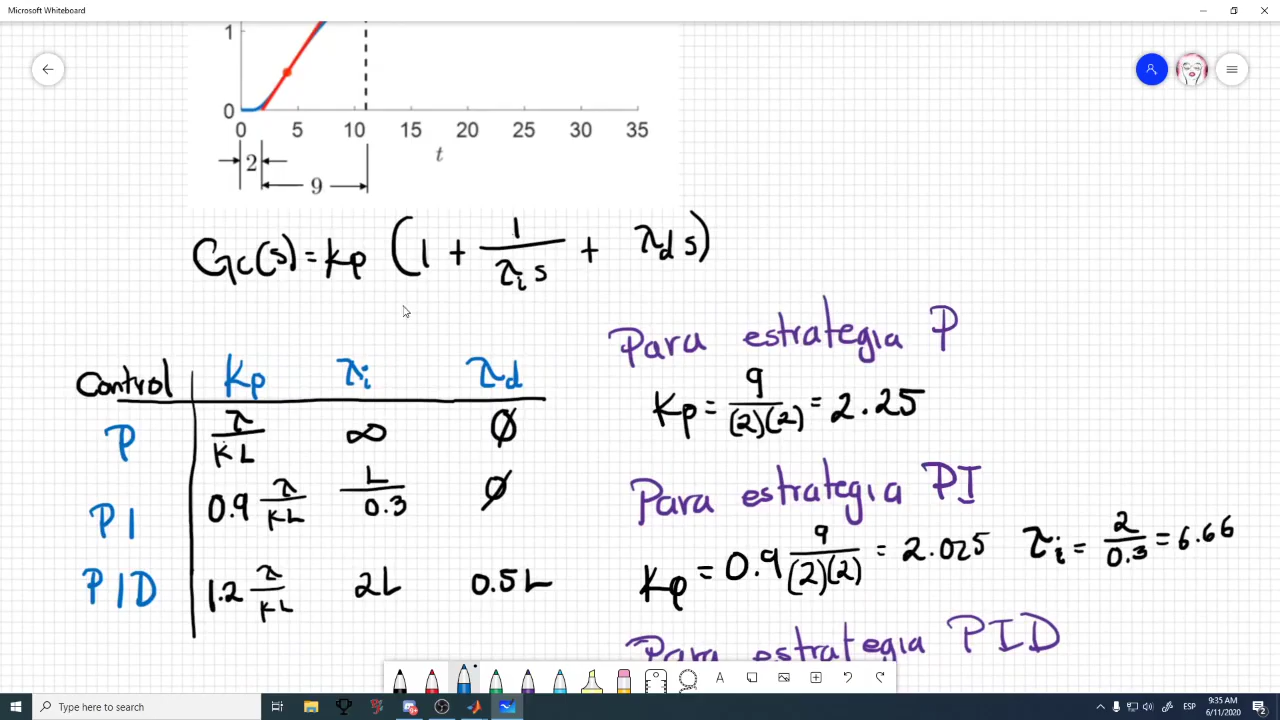 Microsoft Whiteboard
1
0
0 5 10 15 20 25 30 35
t
2
9
Gc(s) = Kp (1 + 1/(τi s) + τd s)
Control Kp τi τd
P τ/(KL) ∞ 0
PI 0.9 τ/(KL) L/0.3 0
PID 1.2 τ/(KL) 2L 0.5L
Para estrategia P
Kp = 9/((2)(2)) = 2.25
Para estrategia PI
Kp = 0.9 9/((2)(2)) = 2.025 τi = 2/0.3 = 6.66
Para estrategia PID
A
Type here to search
ESP
9:35 AM
6/11/2020
2